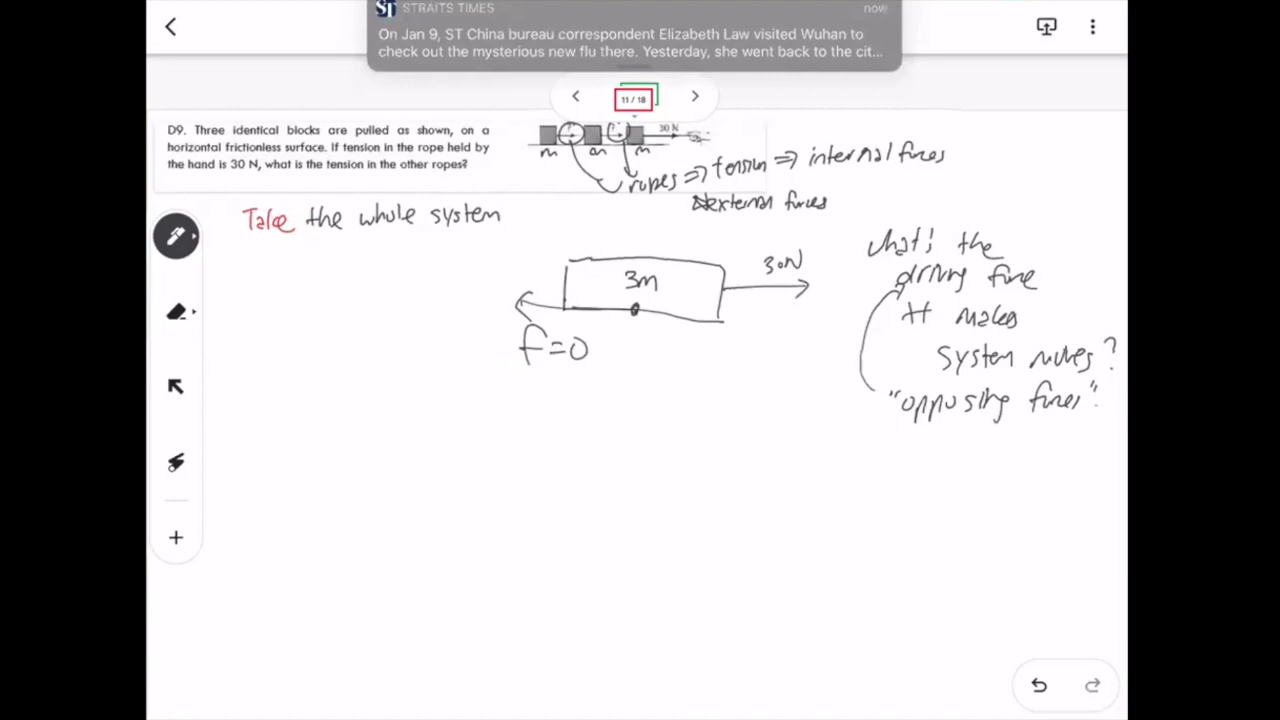 STRAITS TIMES
now
On Jan 9, ST China bureau correspondent Elizabeth Law visited Wuhan to
check out the mysterious new flu there. Yesterday, she went back to the cit...
11 / 18
D9. Three identical blocks are pulled as shown, on a
horizontal frictionless surface. If tension in the rope held by
the hand is 30 N, what is the tension in the other ropes?
30 N
m m m
ropes => tension => internal forces
external forces
Take the whole system
3m
30N
f=0
what's the
driving force
It makes
system moves?
"opposing forces".